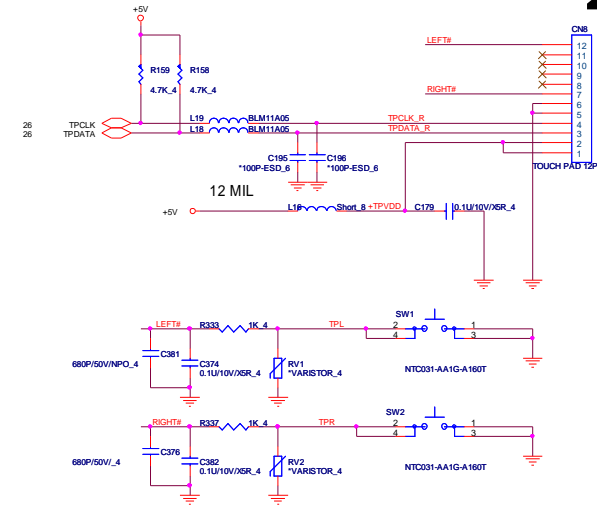 +5V
CN8
LEFT#
12
11
10
9
8
7
6
5
4
3
2
1
R159
R158
4.7K_4
4.7K_4
RIGHT#
26
TPCLK
L19
BLM11A05
TPCLK_R
26
TPDATA
L18
BLM11A05
TPDATA_R
C195
C196
*100P-ESD_6
*100P-ESD_6
TOUCH PAD 12P
12 MIL
+5V
L16
Short_8
+TPVDD
C179
0.1U/10V/X5R_4
LEFT#
R333
1K_4
TPL
SW1
2
1
4
3
C381
680P/50V/NPO_4
C374
0.1U/10V/X5R_4
RV1
*VARISTOR_4
NTC031-AA1G-A160T
RIGHT#
R337
1K_4
TPR
SW2
2
1
4
3
C376
680P/50V/_4
C382
0.1U/10V/X5R_4
RV2
*VARISTOR_4
NTC031-AA1G-A160T